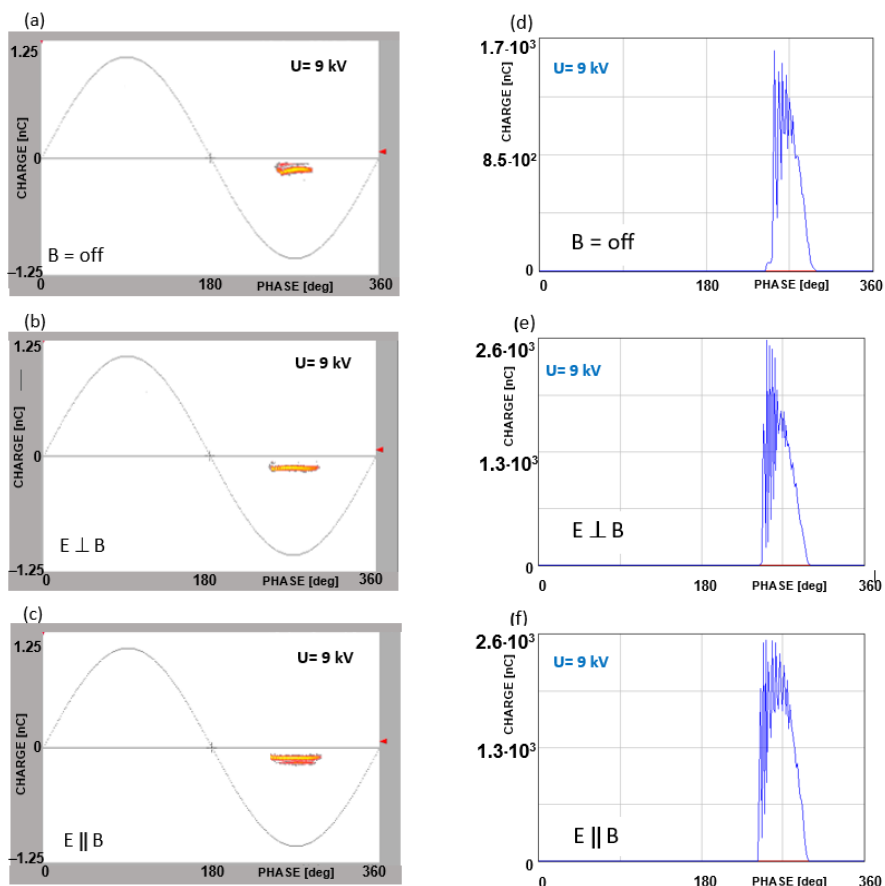 (a)
1.25
U= 9 kV
CHARGE [nC]
0
B = off
–1.25
0
180
PHASE [deg]
360
(b)
1.25
U= 9 kV
CHARGE [nC]
0
E ⊥ B
–1.25
0
180
PHASE [deg]
360
(c)
1.25
U= 9 kV
CHARGE [nC]
0
E ǁ B
–1.25
0
180
PHASE [deg]
360
(d)
1.7·10³
U= 9 kV
CHARGE [nC]
8.5·10²
B = off
0
0
180
PHASE [deg]
360
(e)
2.6·10³
U= 9 kV
CHARGE [nC]
1.3·10³
E ⊥ B
0
0
180
PHASE [deg]
360
(f)
2.6·10³
U= 9 kV
CHARGE [nC]
1.3·10³
E ǁ B
0
0
180
PHASE [deg]
360